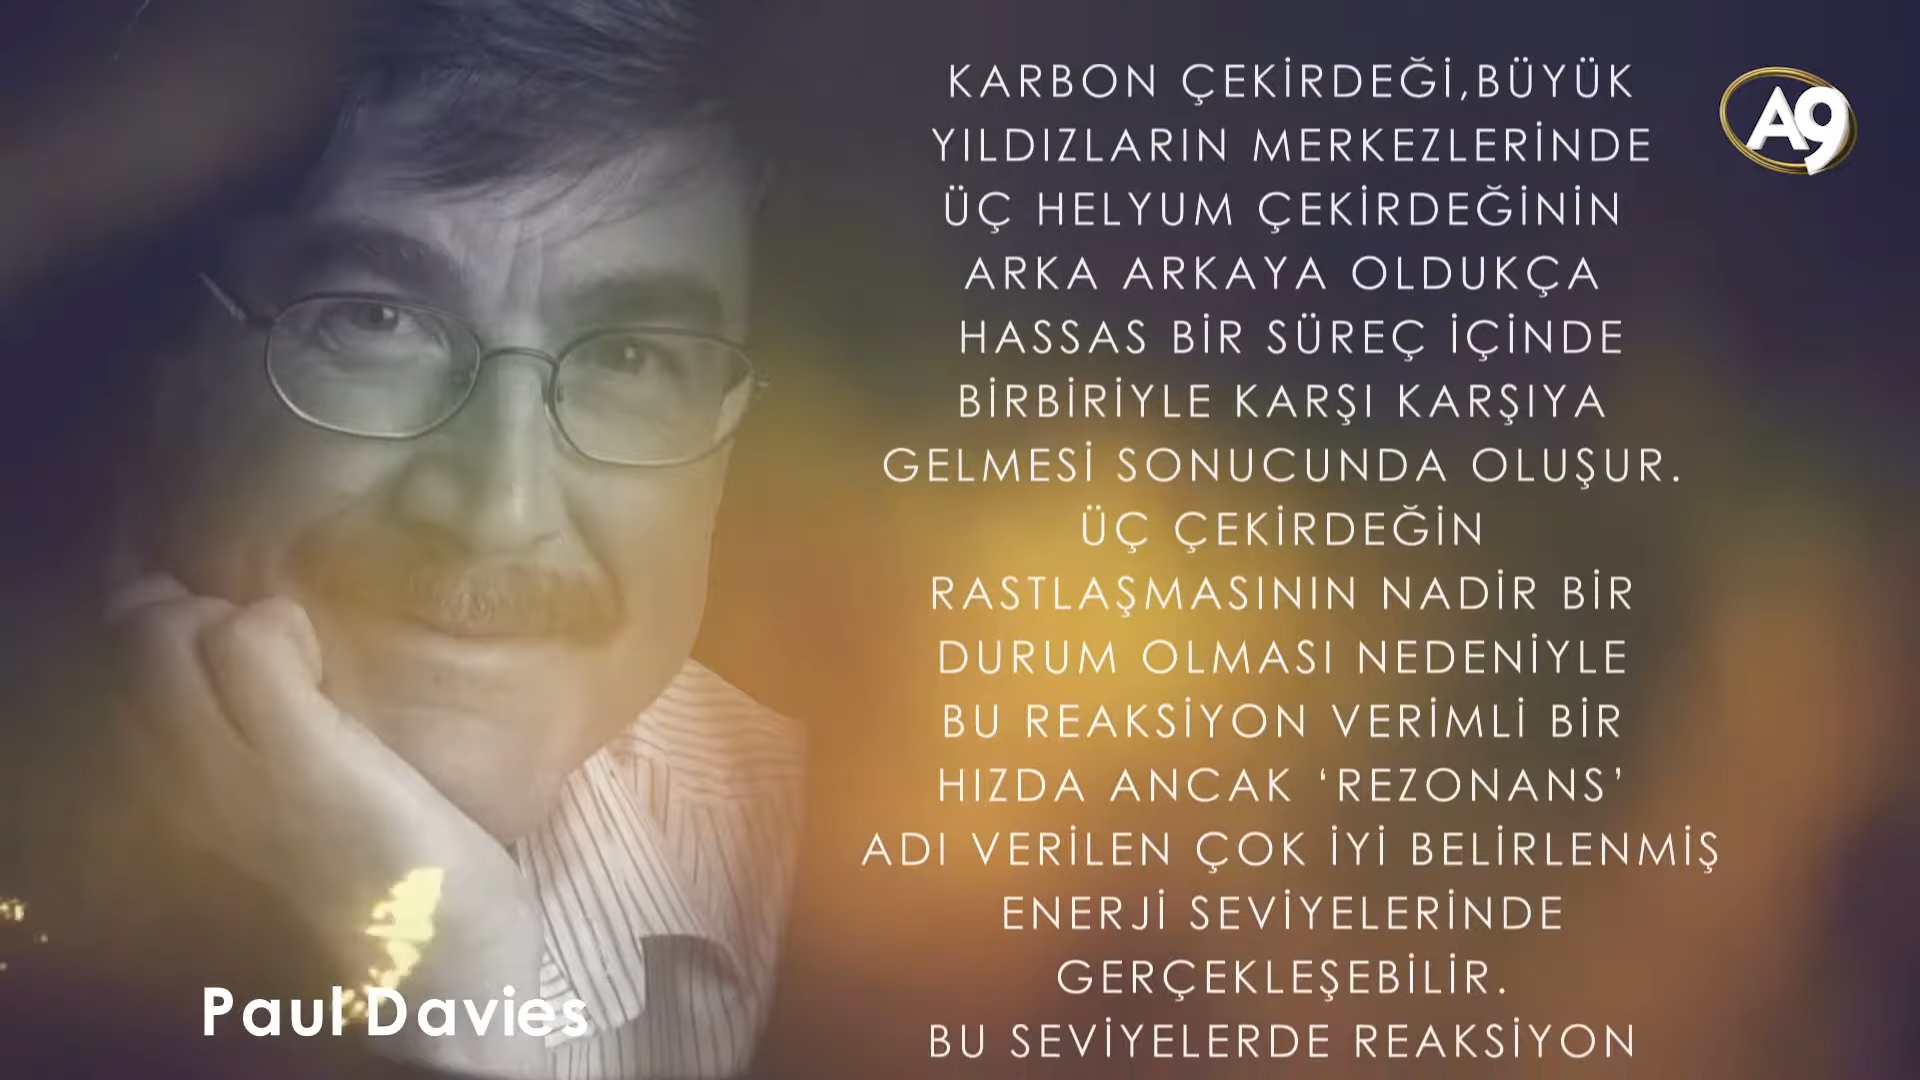 KARBON ÇEKİRDEĞİ,BÜYÜK
YILDIZLARIN MERKEZLERİNDE
ÜÇ HELYUM ÇEKİRDEĞİNİN
ARKA ARKAYA OLDUKÇA
HASSAS BİR SÜREÇ İÇİNDE
BİRBİRİYLE KARŞI KARŞIYA
GELMESİ SONUCUNDA OLUŞUR.
ÜÇ ÇEKİRDEĞİN
RASTLAŞMASININ NADİR BİR
DURUM OLMASI NEDENİYLE
BU REAKSİYON VERİMLİ BİR
HIZDA ANCAK ‘REZONANS’
ADI VERİLEN ÇOK İYİ BELİRLENMİŞ
ENERJİ SEVİYELERİNDE
GERÇEKLEŞEBİLİR.
BU SEVİYELERDE REAKSİYON
A9
Paul Davies